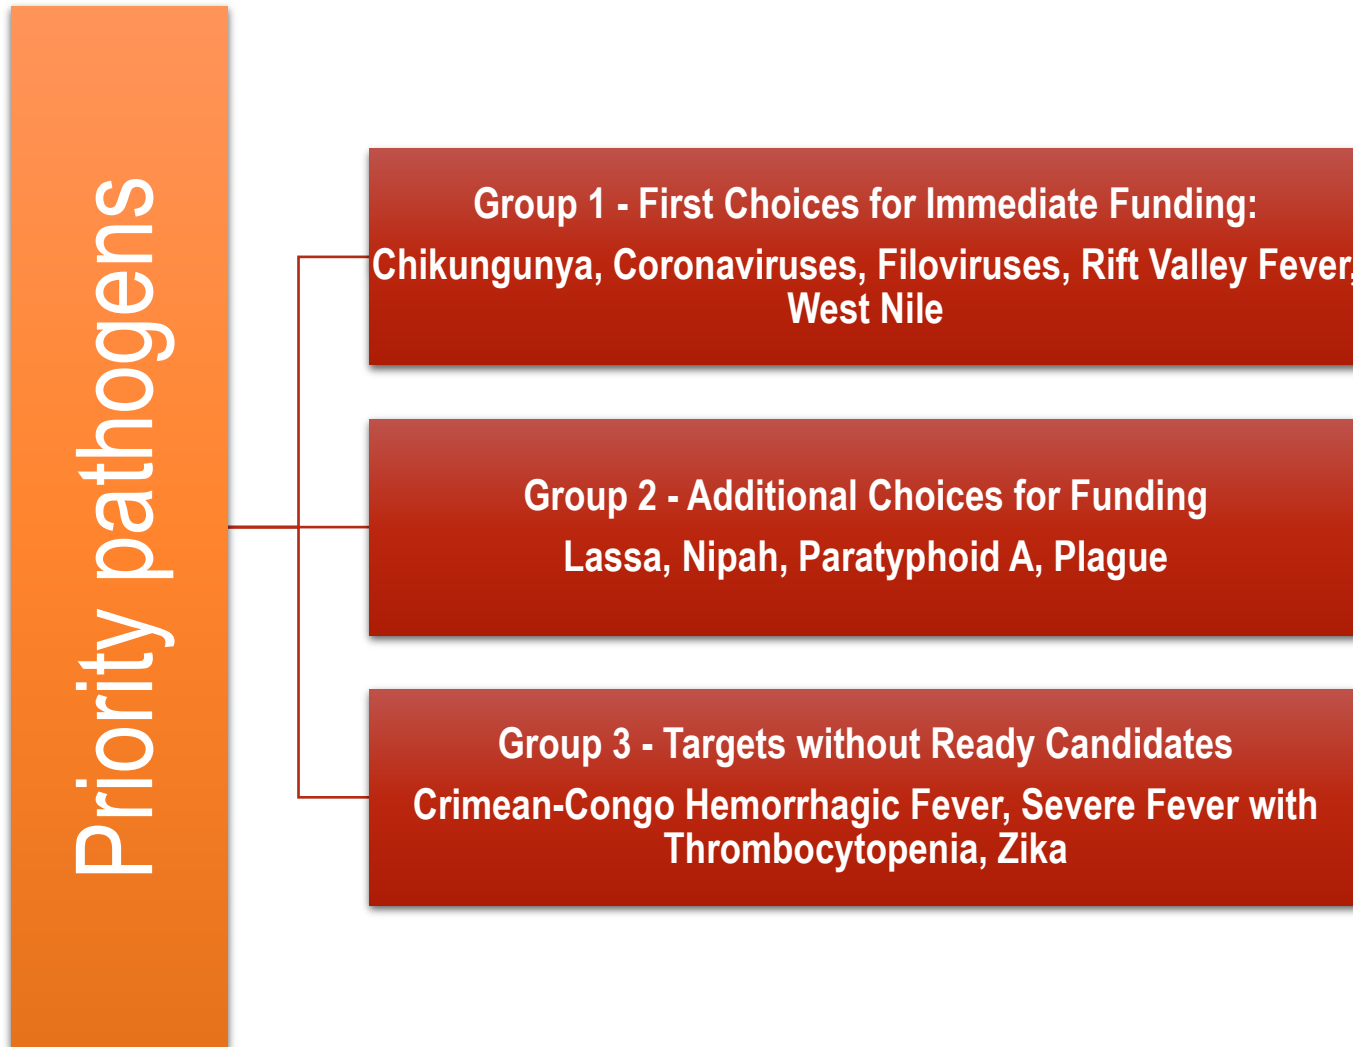 Priority pathogens
Group 1 - First Choices for Immediate Funding:
Chikungunya, Coronaviruses, Filoviruses, Rift Valley Fever,
West Nile
Group 2 - Additional Choices for Funding
Lassa, Nipah, Paratyphoid A, Plague
Group 3 - Targets without Ready Candidates
Crimean-Congo Hemorrhagic Fever, Severe Fever with
Thrombocytopenia, Zika